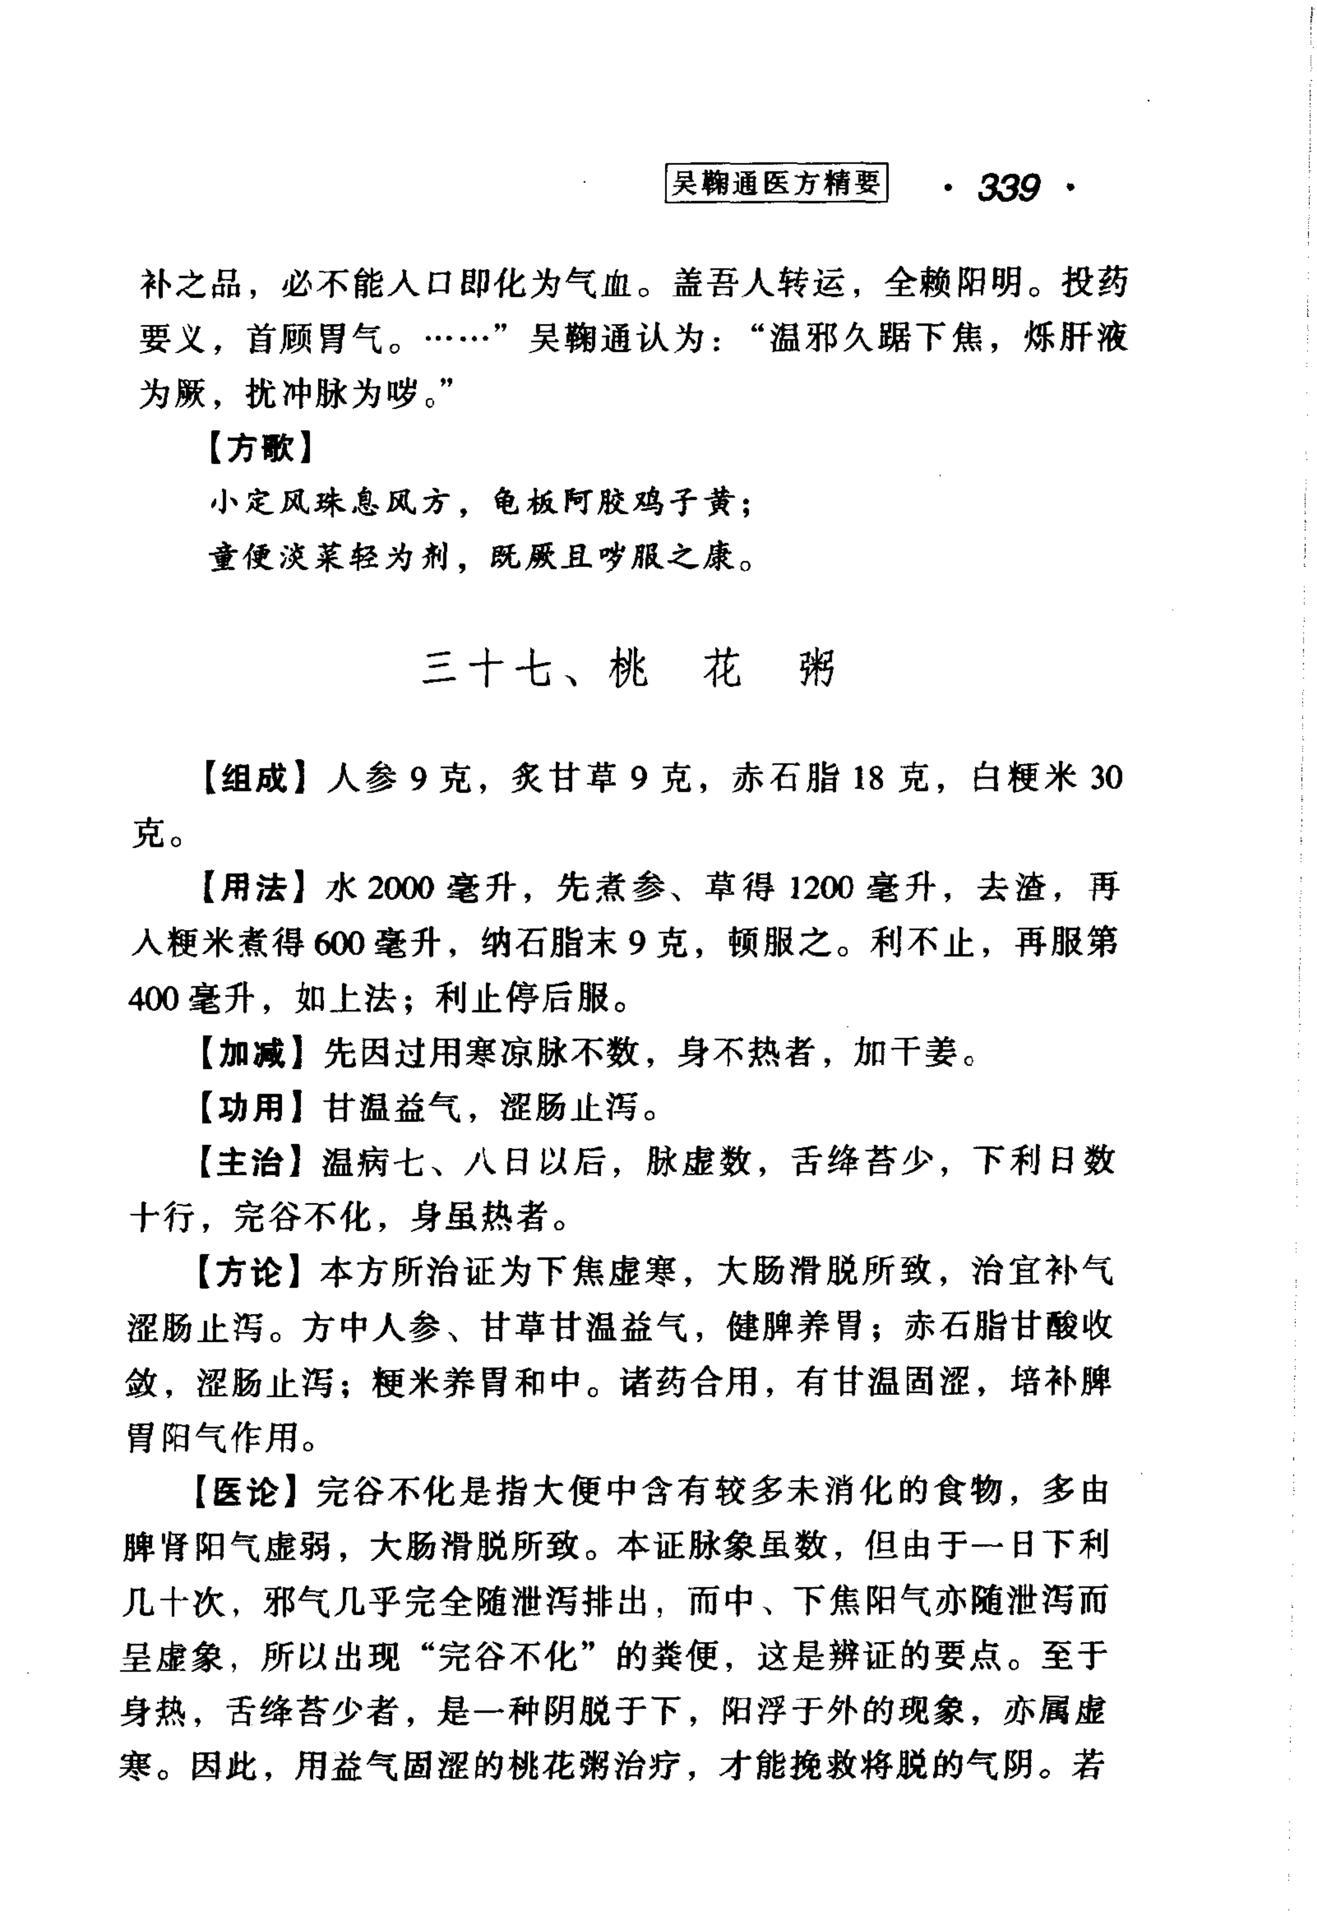 吴鞠通医方精要 · 339 ·
补之品，必不能入口即化为气血。盖吾人转运，全赖阳明。投药
要义，首顾胃气。……”吴鞠通认为：“温邪久踞下焦，烁肝液
为厥，扰冲脉为哕。”
【方歌】
小定风珠息风方，龟板阿胶鸡子黄；
童便淡菜轻为剂，既厥且哕服之康。
三十七、桃 花 粥
【组成】人参 9 克，炙甘草 9 克，赤石脂 18 克，白粳米 30
克。
【用法】水 2000 毫升，先煮参、草得 1200 毫升，去渣，再
入粳米煮得 600 毫升，纳石脂末 9 克，顿服之。利不止，再服第
400 毫升，如上法；利止停后服。
【加减】先因过用寒凉脉不数，身不热者，加干姜。
【功用】甘温益气，涩肠止泻。
【主治】温病七、八日以后，脉虚数，舌绛苔少，下利日数
十行，完谷不化，身虽热者。
【方论】本方所治证为下焦虚寒，大肠滑脱所致，治宜补气
涩肠止泻。方中人参、甘草甘温益气，健脾养胃；赤石脂甘酸收
敛，涩肠止泻；粳米养胃和中。诸药合用，有甘温固涩，培补脾
胃阳气作用。
【医论】完谷不化是指大便中含有较多未消化的食物，多由
脾肾阳气虚弱，大肠滑脱所致。本证脉象虽数，但由于一日下利
几十次，邪气几乎完全随泄泻排出，而中、下焦阳气亦随泄泻而
呈虚象，所以出现“完谷不化”的粪便，这是辨证的要点。至于
身热，舌绛苔少者，是一种阴脱于下，阳浮于外的现象，亦属虚
寒。因此，用益气固涩的桃花粥治疗，才能挽救将脱的气阴。若